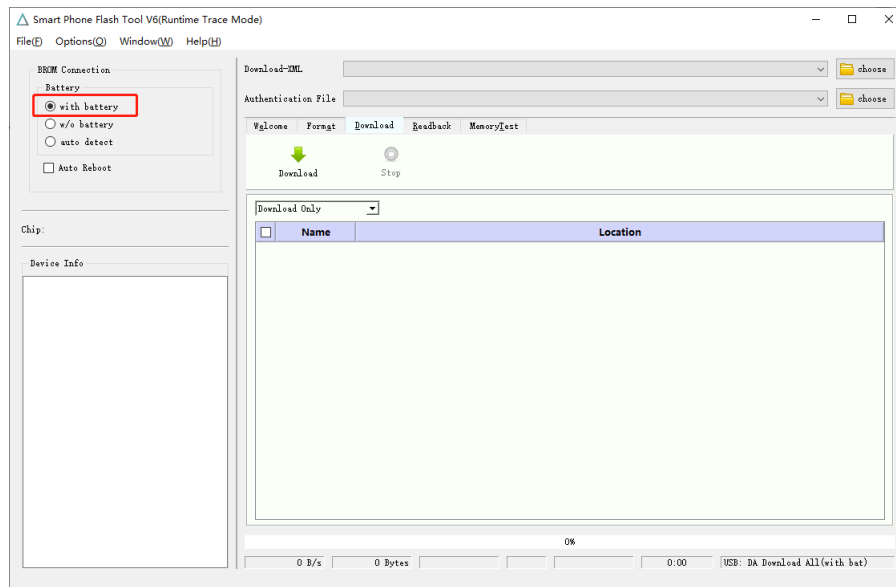 Smart Phone Flash Tool V6(Runtime Trace Mode)
File(F) Options(O) Window(W) Help(H)
BROM Connection
Battery
with battery
w/o battery
auto detect
Auto Reboot
Chip:
Device Info
Download-XML
choose
Authentication File
choose
Welcome Format Download Readback MemoryTest
Download Stop
Download Only
Name Location
0%
0 B/s 0 Bytes 0:00 USB: DA Download All(with bat)